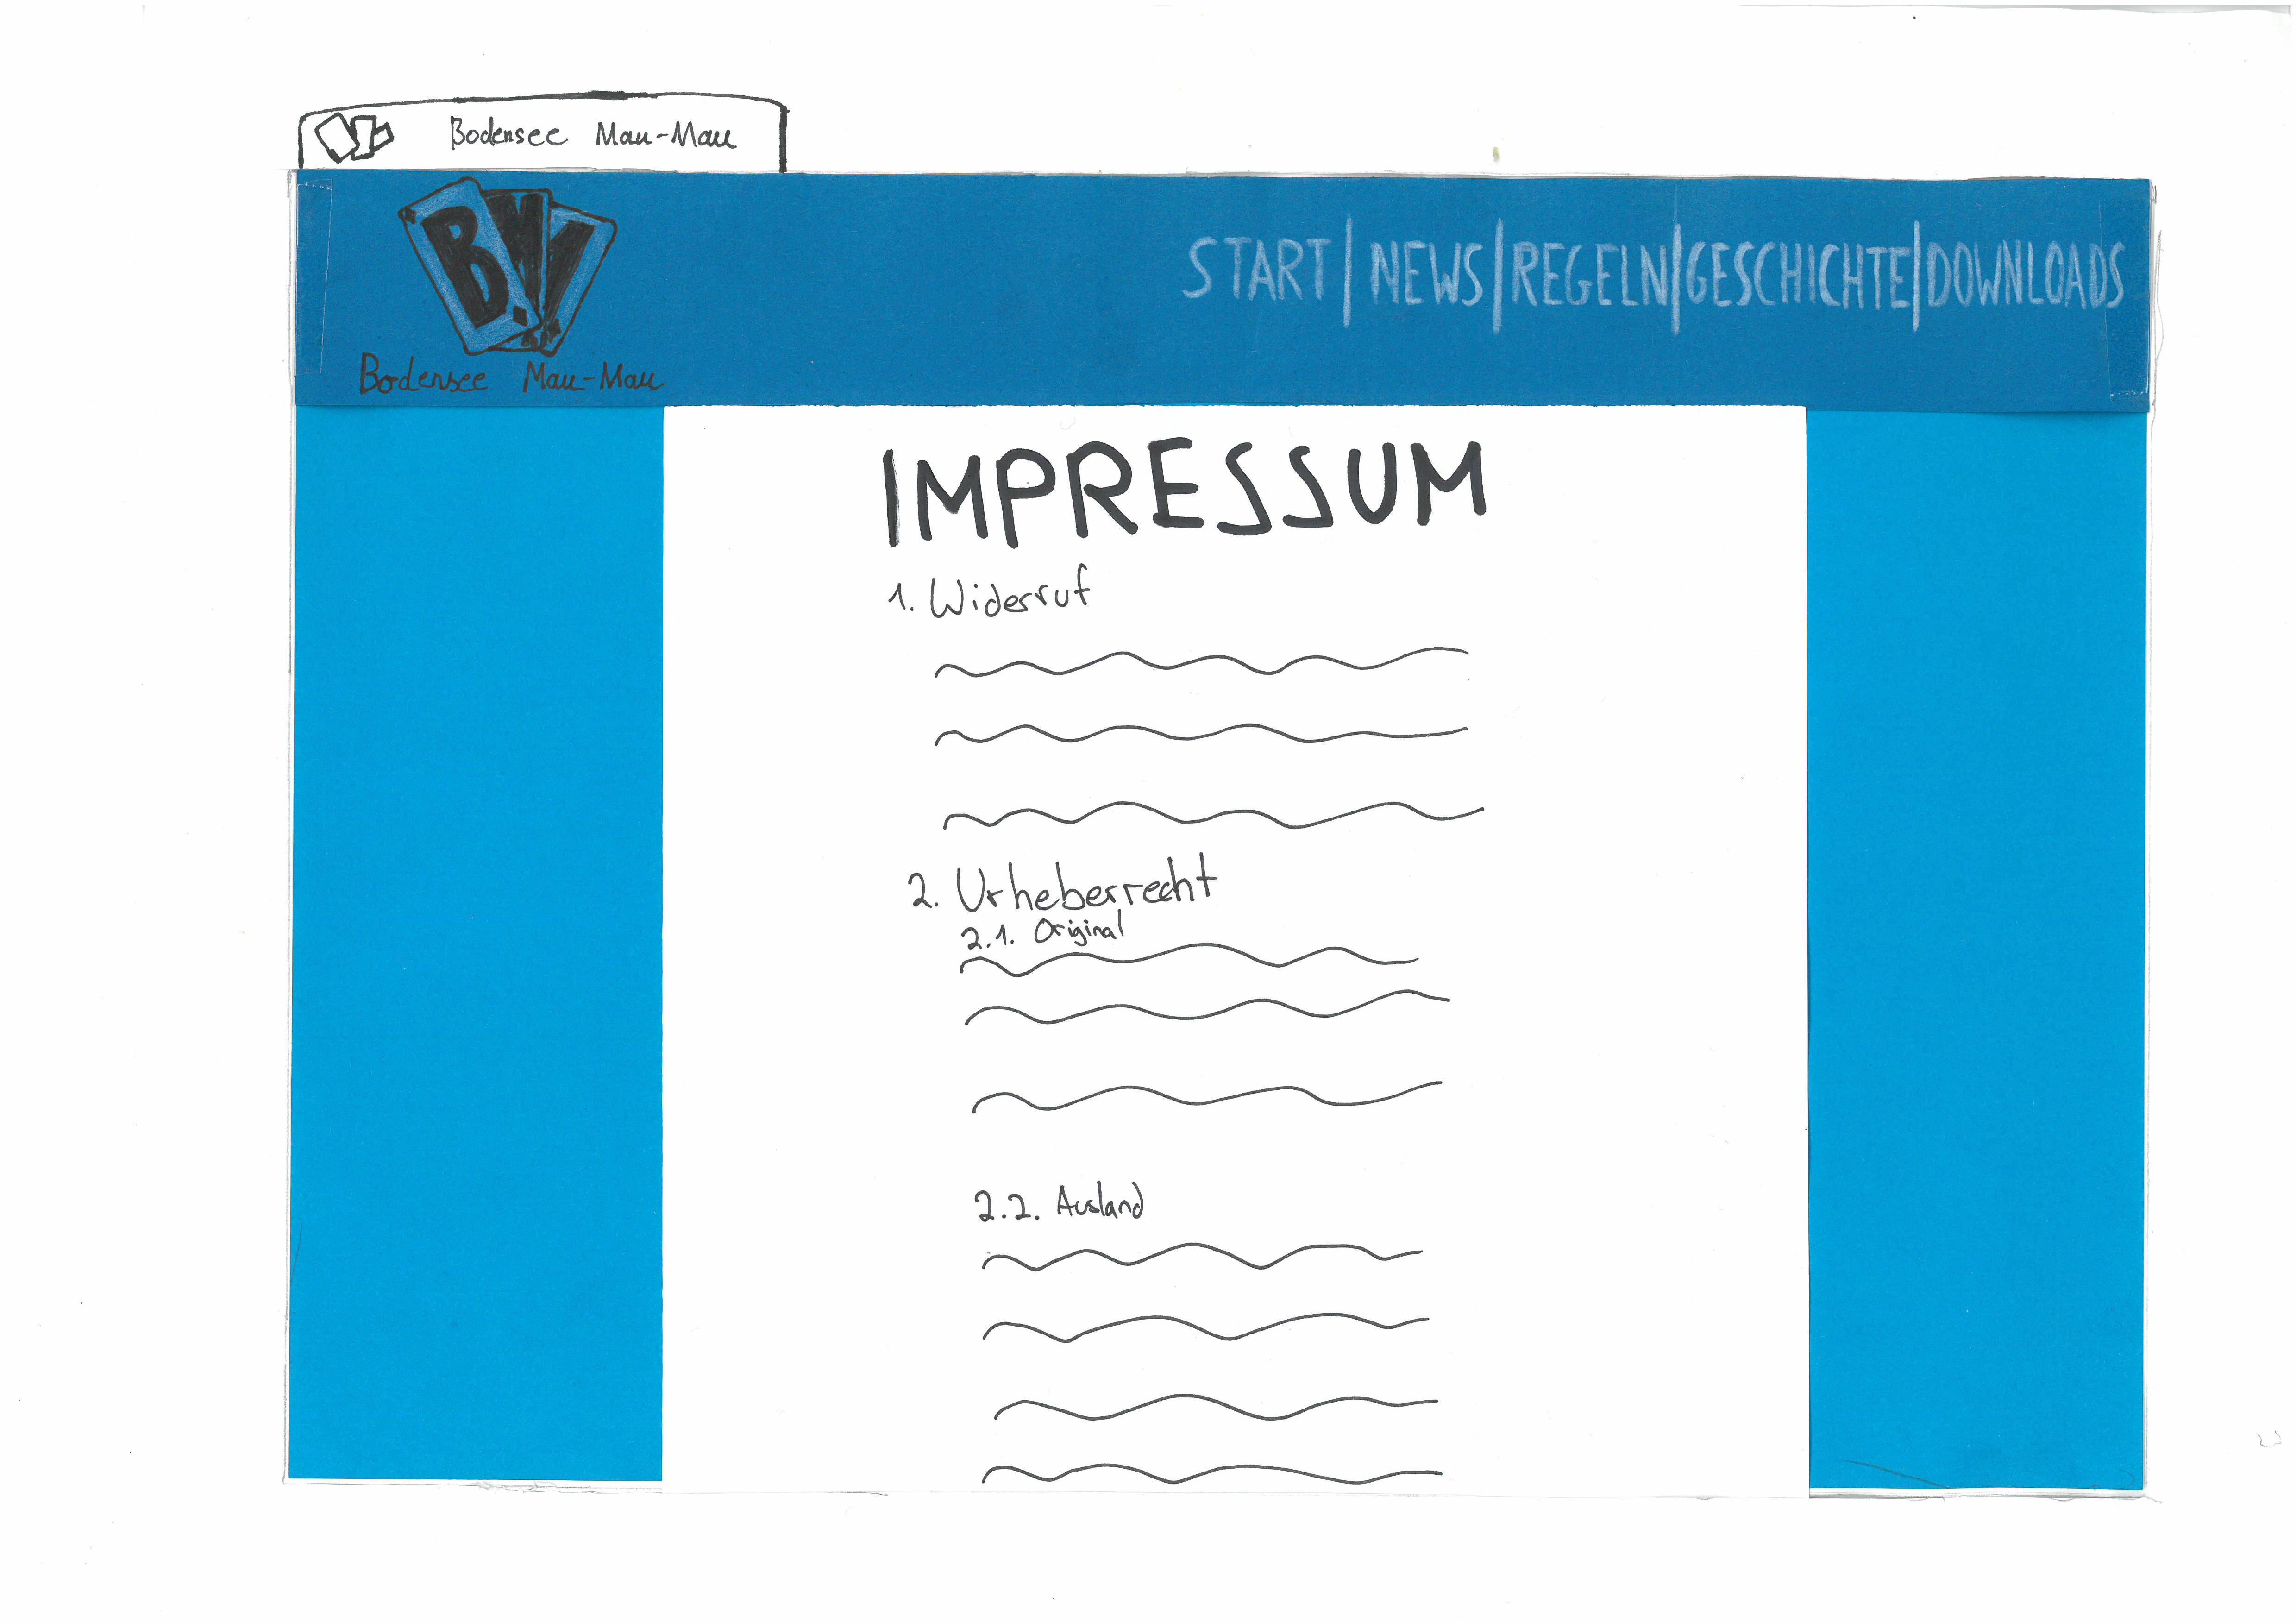 Bodensee Mau-Mau
B.
Bodensee Mau-Mau
START | NEWS | REGELN | GESCHICHTE | DOWNLOADS
IMPRESSUM
1. Widerruf
2. Urheberrecht
2.1. Original
2.2. Ausland